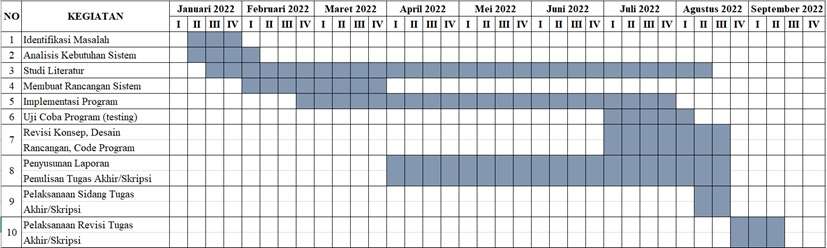 NO KEGIATAN Januari 2022 Februari 2022 Maret 2022 April 2022 Mei 2022 Juni 2022 Juli 2022 Agustus 2022 September 2022
I II III IV I II III IV I II III IV I II III IV I II III IV I II III IV I II III IV I II III IV I II III IV
1 Identifikasi Masalah
2 Analisis Kebutuhan Sistem
3 Studi Literatur
4 Membuat Rancangan Sistem
5 Implementasi Program
6 Uji Coba Program (testing)
7 Revisi Konsep, Desain
Rancangan, Code Program
8 Penyusunan Laporan
Penulisan Tugas Akhir/Skripsi
9 Pelaksanaan Sidang Tugas
Akhir/Skripsi
10 Pelaksanaan Revisi Tugas
Akhir/Skripsi